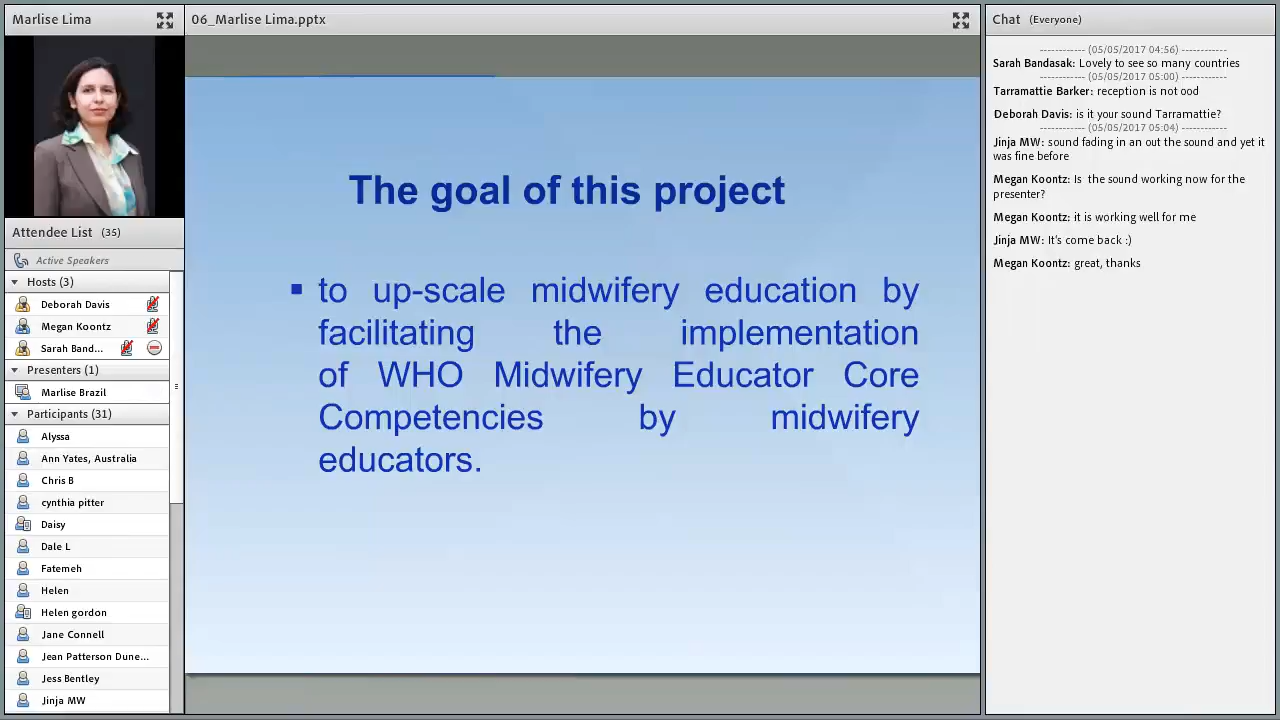 Marlise Lima
06_Marlise Lima.pptx
Chat (Everyone)
Attendee List (35)
Active Speakers
Hosts (3)
Deborah Davis
Megan Koontz
Sarah Band...
Presenters (1)
Marlise Brazil
Participants (31)
Alyssa
Ann Yates, Australia
Chris B
cynthia pitter
Daisy
Dale L
Fatemeh
Helen
Helen gordon
Jane Connell
Jean Patterson Dune...
Jess Bentley
Jinja MW
The goal of this project
▪ to up-scale midwifery education by
facilitating the implementation
of WHO Midwifery Educator Core
Competencies by midwifery
educators.
------------ (05/05/2017 04:56) ------------
Sarah Bandasak: Lovely to see so many countries
------------ (05/05/2017 05:00) ------------
Tarramattie Barker: reception is not ood
Deborah Davis: is it your sound Tarramattie?
------------ (05/05/2017 05:04) ------------
Jinja MW: sound fading in an out the sound and yet it
was fine before
Megan Koontz: Is the sound working now for the
presenter?
Megan Koontz: it is working well for me
Jinja MW: It's come back :)
Megan Koontz: great, thanks